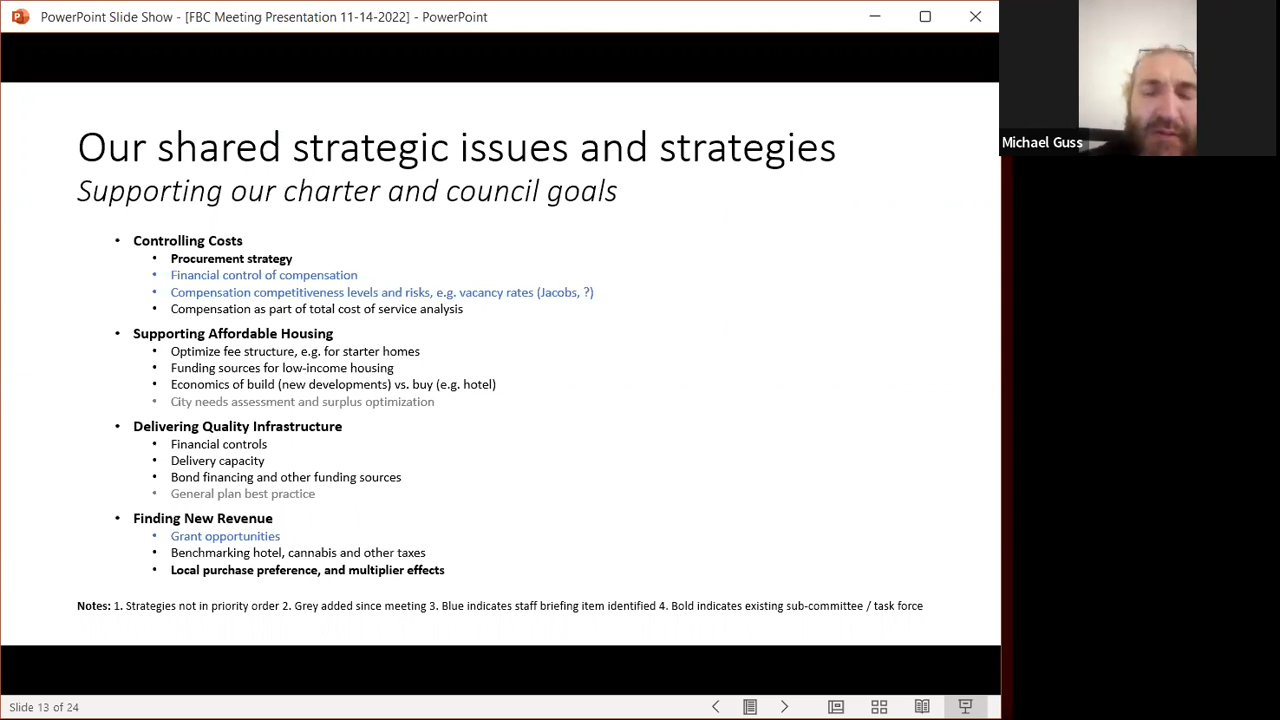 PowerPoint Slide Show - [FBC Meeting Presentation 11-14-2022] - PowerPoint
Michael Guss
Our shared strategic issues and strategies
Supporting our charter and council goals
• Controlling Costs
• Procurement strategy
• Financial control of compensation
• Compensation competitiveness levels and risks, e.g. vacancy rates (Jacobs, ?)
• Compensation as part of total cost of service analysis
• Supporting Affordable Housing
• Optimize fee structure, e.g. for starter homes
• Funding sources for low-income housing
• Economics of build (new developments) vs. buy (e.g. hotel)
• City needs assessment and surplus optimization
• Delivering Quality Infrastructure
• Financial controls
• Delivery capacity
• Bond financing and other funding sources
• General plan best practice
• Finding New Revenue
• Grant opportunities
• Benchmarking hotel, cannabis and other taxes
• Local purchase preference, and multiplier effects
Notes: 1. Strategies not in priority order 2. Grey added since meeting 3. Blue indicates staff briefing item identified 4. Bold indicates existing sub-committee / task force
Slide 13 of 24